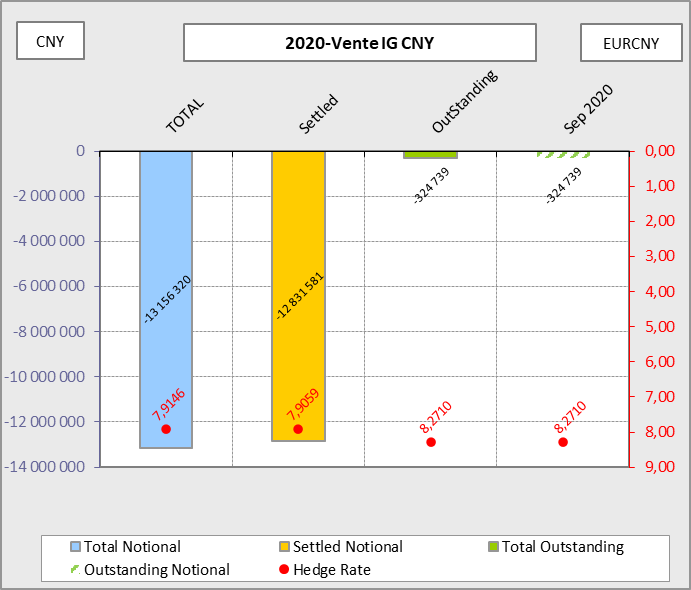 CNY
2020-Vente IG CNY
EURCNY
TOTAL
Settled
OutStanding
Sep 2020
0
-2 000 000
-4 000 000
-6 000 000
-8 000 000
-10 000 000
-12 000 000
-14 000 000
0,00
1,00
2,00
3,00
4,00
5,00
6,00
7,00
8,00
9,00
-13 156 320
-12 831 581
-324 739
-324 739
7,9146
7,9059
8,2710
8,2710
Total Notional
Settled Notional
Total Outstanding
Outstanding Notional
Hedge Rate